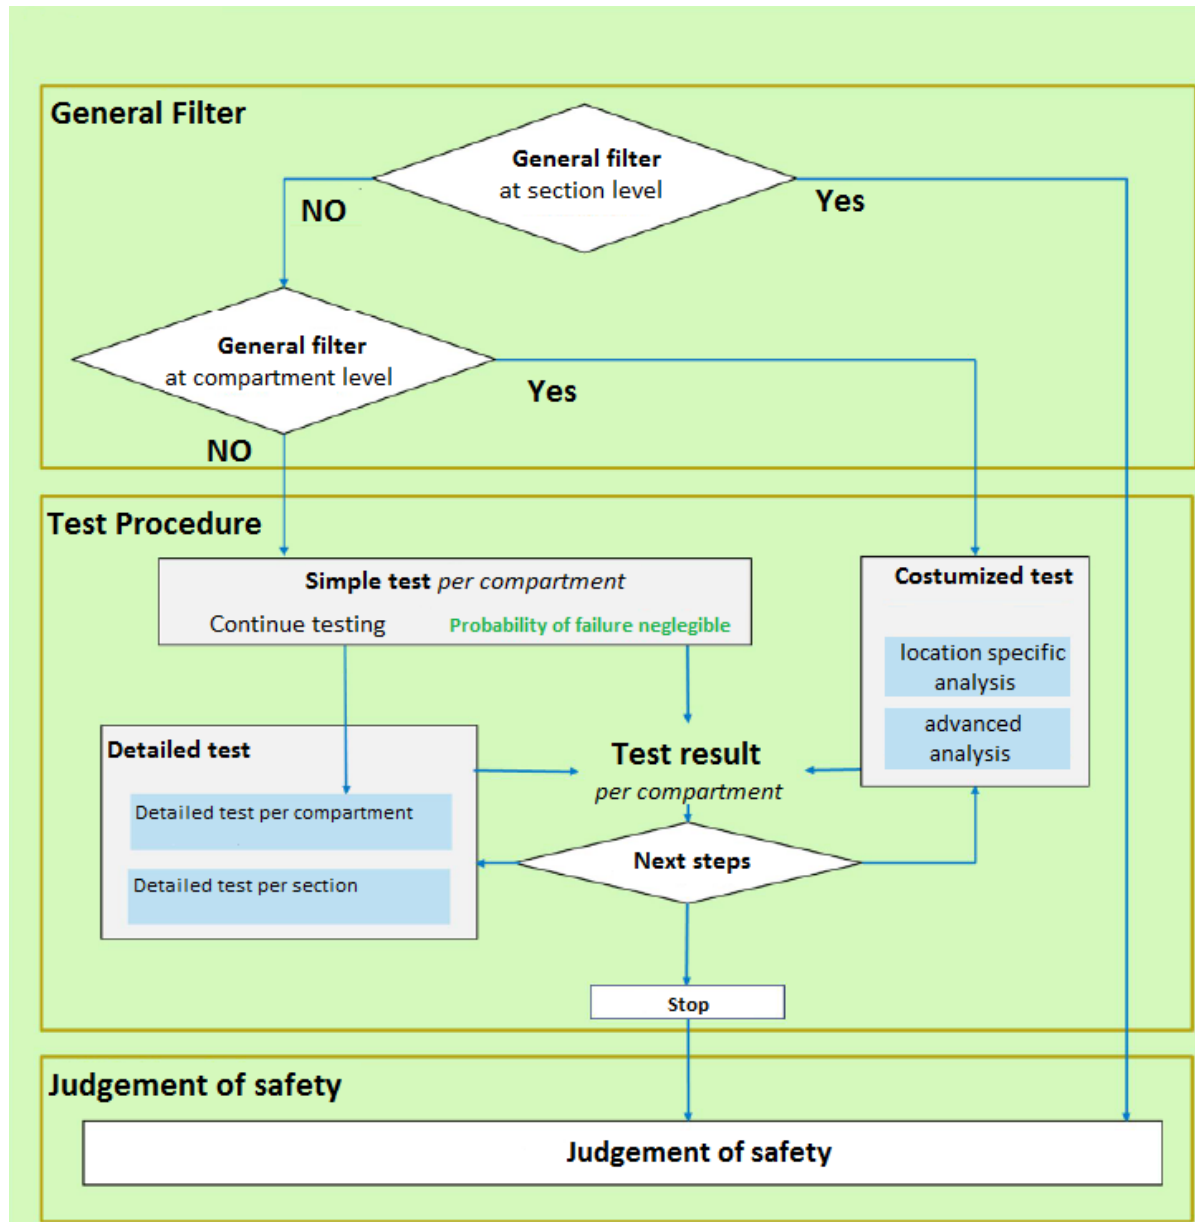 General Filter
General filter
at section level
NO
Yes
General filter
at compartment level
Yes
NO
Test Procedure
Simple test per compartment
Continue testing
Probability of failure neglegible
Costumized test
location specific
analysis
advanced
analysis
Detailed test
Detailed test per compartment
Detailed test per section
Test result
per compartment
Next steps
Stop
Judgement of safety
Judgement of safety